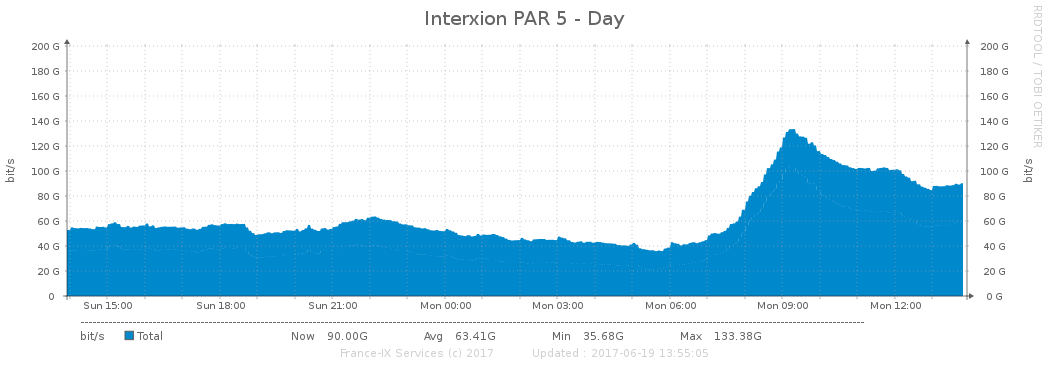 Interxion PAR 5 - Day
RRDTOOL / TOBI OETIKER
bit/s
bit/s
200 G 200 G
180 G 180 G
160 G 160 G
140 G 140 G
120 G 120 G
100 G 100 G
80 G 80 G
60 G 60 G
40 G 40 G
20 G 20 G
0 0 G
Sun 15:00 Sun 18:00 Sun 21:00 Mon 00:00 Mon 03:00 Mon 06:00 Mon 09:00 Mon 12:00
bit/s Total Now 90.00G Avg 63.41G Min 35.68G Max 133.38G
France-IX Services (c) 2017 Updated : 2017-06-19 13:55:05